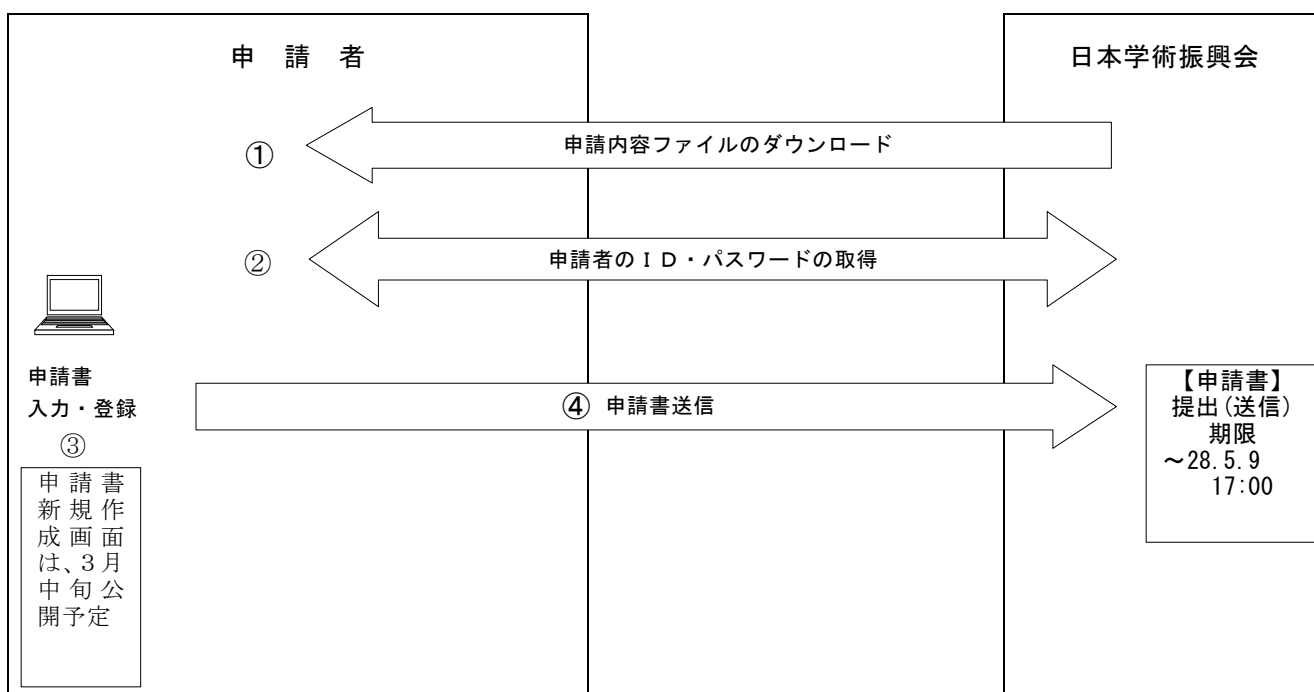 申 請 者
日本学術振興会
①
申請内容ファイルのダウンロード
②
申請者のＩＤ・パスワードの取得
申請書
入力・登録
③
④ 申請書送信
【申請書】
提出(送信)
期限
～28.5.9
17:00
申請書
新規作
成画面
は、３月
中旬公
開予定